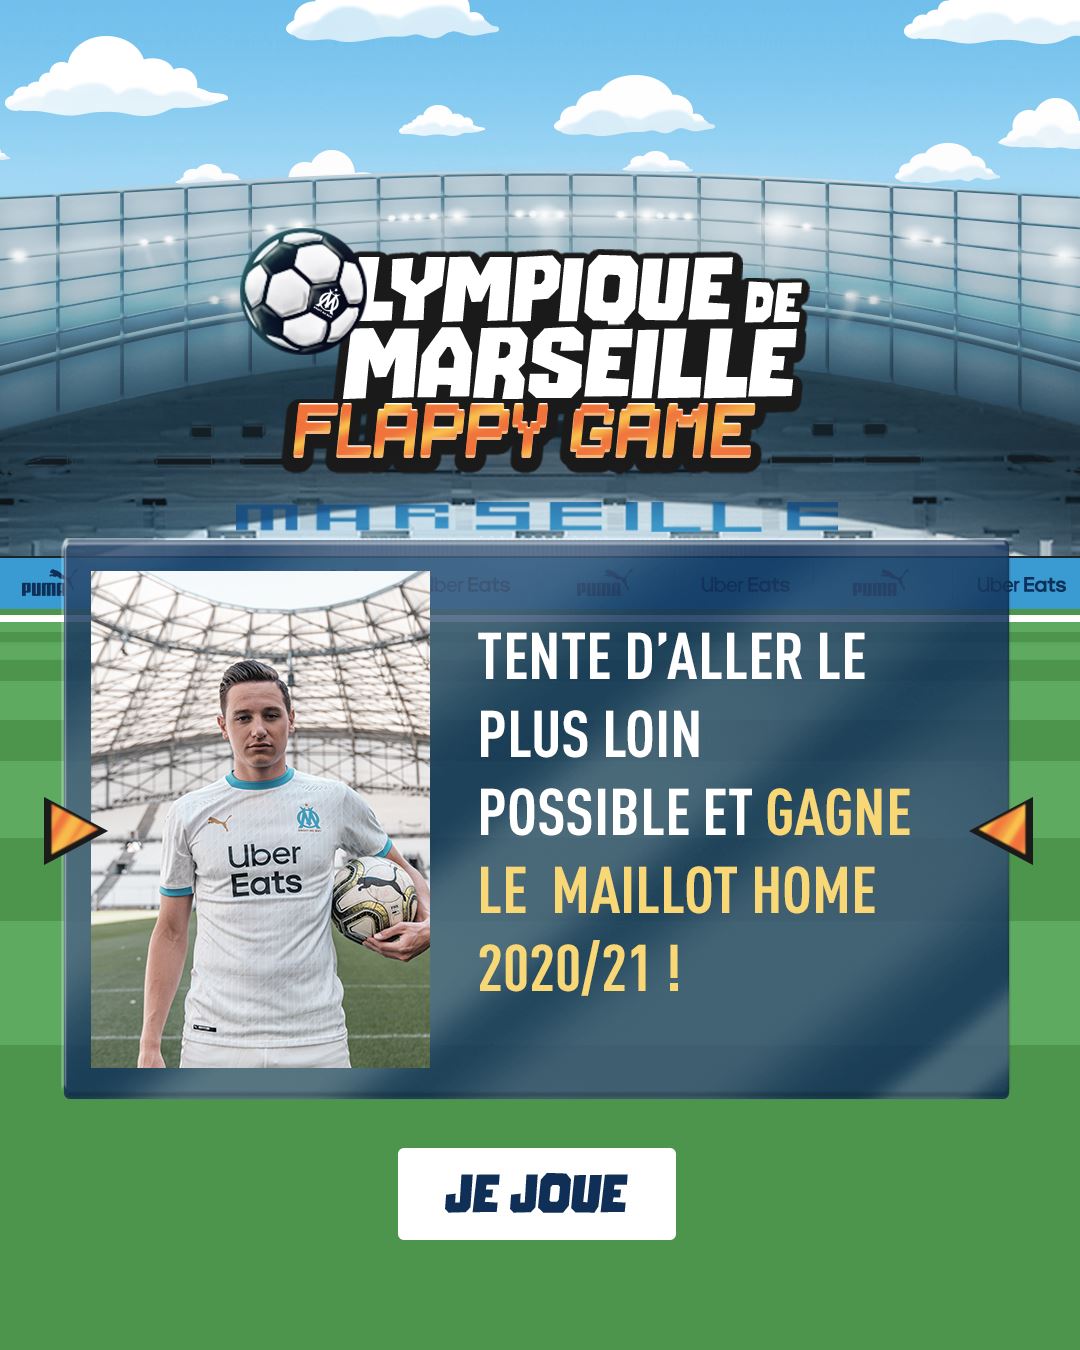 OLYMPIQUE DE
MARSEILLE
FLAPPY GAME
MARSEILLE
PUMA
Uber Eats
PUMA
Uber Eats
PUMA
Uber Eats
TENTE D’ALLER LE
PLUS LOIN
POSSIBLE ET GAGNE
LE MAILLOT HOME
2020/21 !
Uber
Eats
JE JOUE